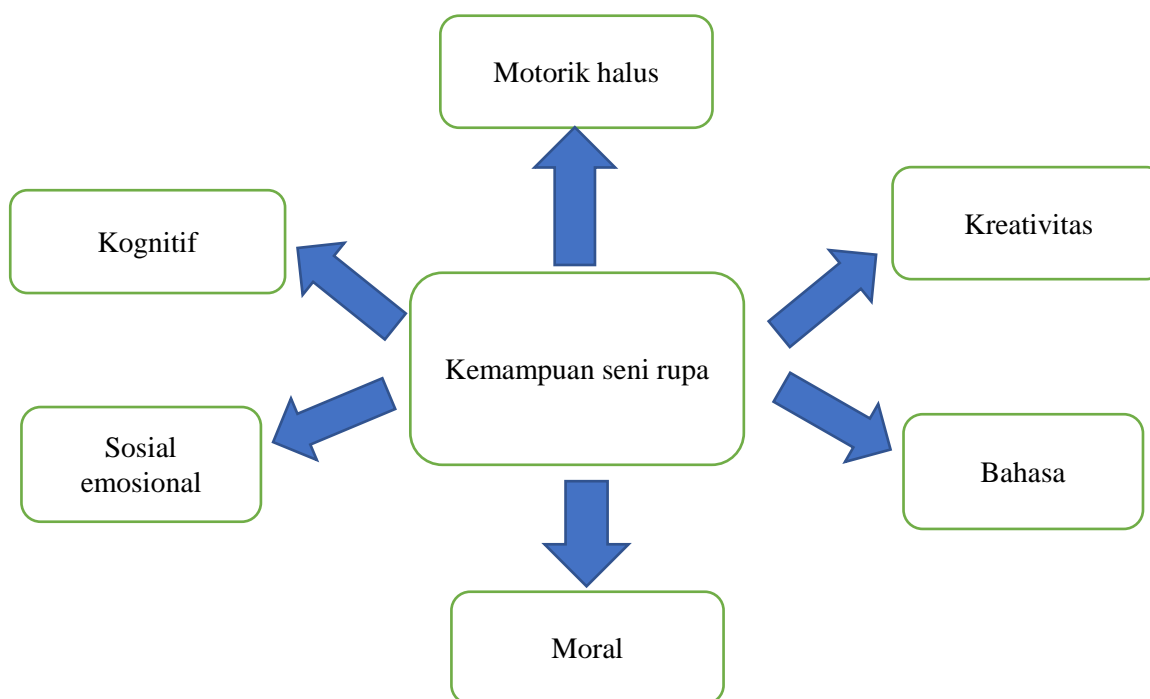 Motorik halus
Kognitif
Kreativitas
Kemampuan seni rupa
Sosial
emosional
Bahasa
Moral